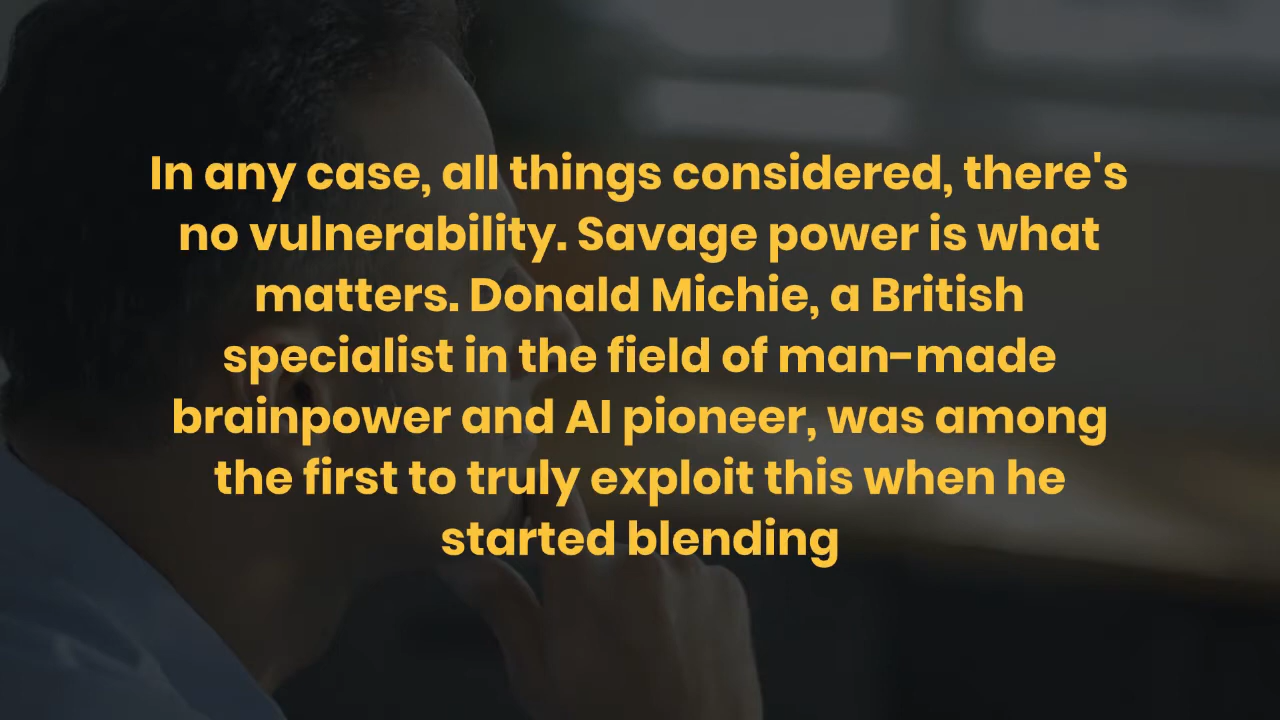 In any case, all things considered, there's
no vulnerability. Savage power is what
matters. Donald Michie, a British
specialist in the field of man-made
brainpower and AI pioneer, was among
the first to truly exploit this when he
started blending